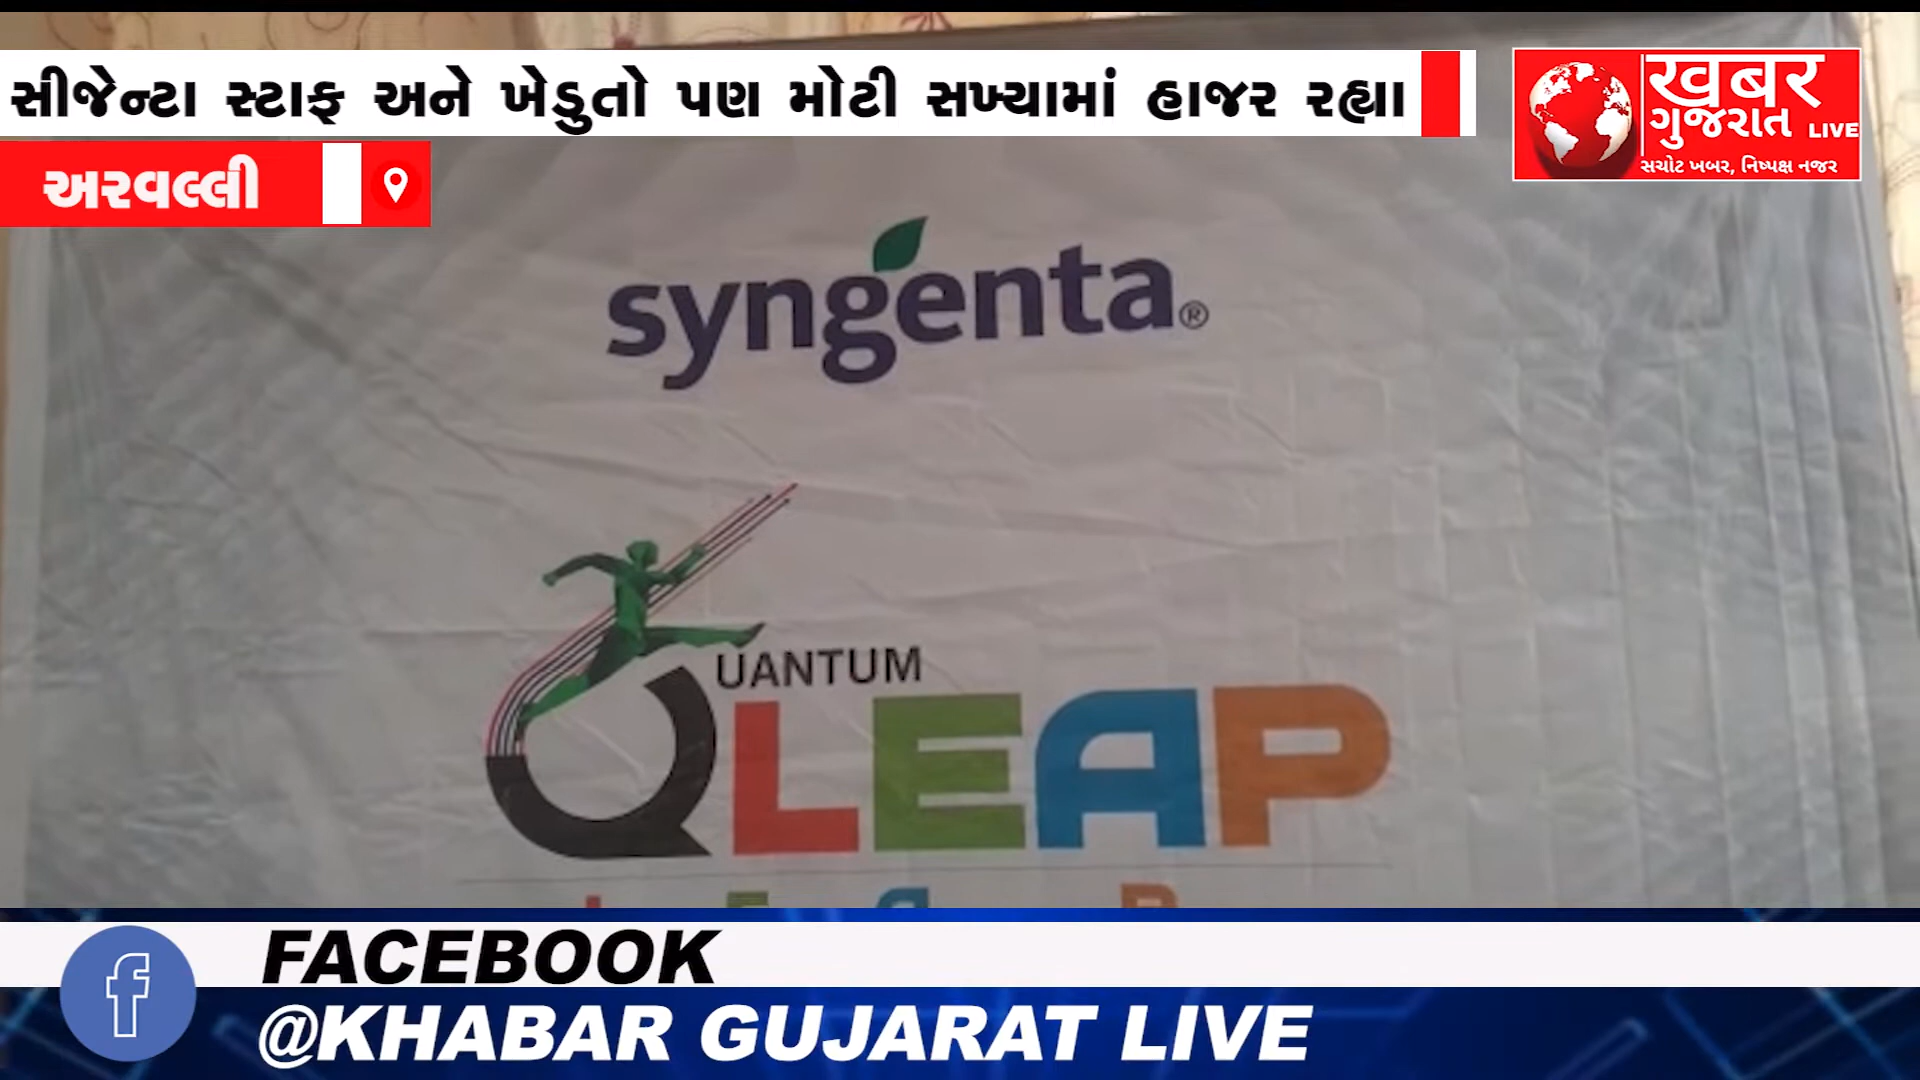 સીજેન્ટા સ્ટાફ અને ખેડુતો પણ મોટી સખ્યામાં હાજર રહ્યા
ખબર
ગુજરાત LIVE
સચોટ ખબર, નિષ્પક્ષ નજર
અરવલ્લી
syngenta®
QUANTUM
LEAP
FACEBOOK
@KHABAR GUJARAT LIVE